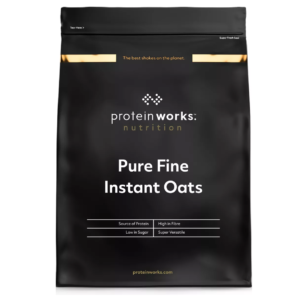 The best shakes on the planet
protein works:
nutrition
Pure Fine
Instant Oats
Source of Protein
High in Fibre
Low in Sugar
Super Versatile
proteinworks.com